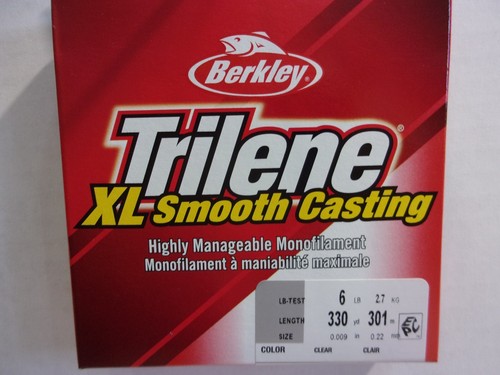 Berkley®
Trilene®
XL Smooth Casting
Highly Manageable Monofilament
Monofilament à maniabilité maximale
LB-TEST 6 LB 2.7 KG
LENGTH 330 yd 301 m
SIZE 0.009 in 0.22 mm
COLOR CLEAR CLAIR